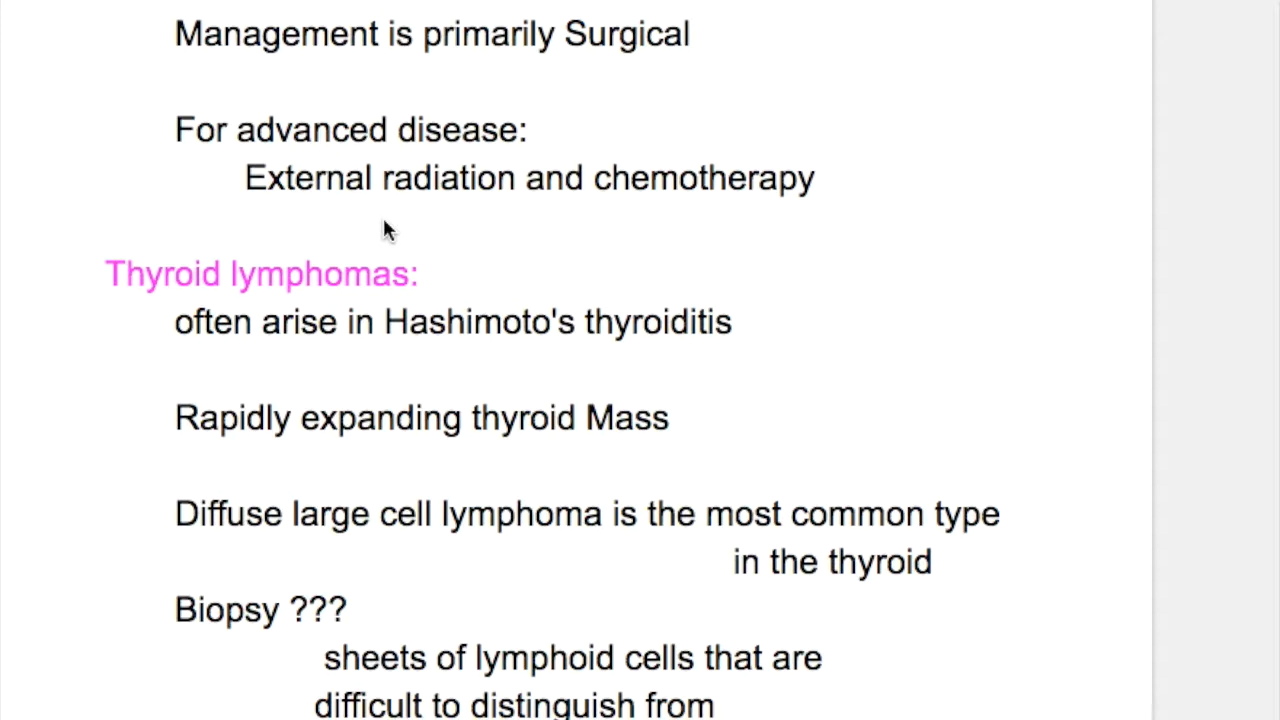 Management is primarily Surgical
For advanced disease:
External radiation and chemotherapy
Thyroid lymphomas:
often arise in Hashimoto's thyroiditis
Rapidly expanding thyroid Mass
Diffuse large cell lymphoma is the most common type
in the thyroid
Biopsy ???
sheets of lymphoid cells that are
difficult to distinguish from